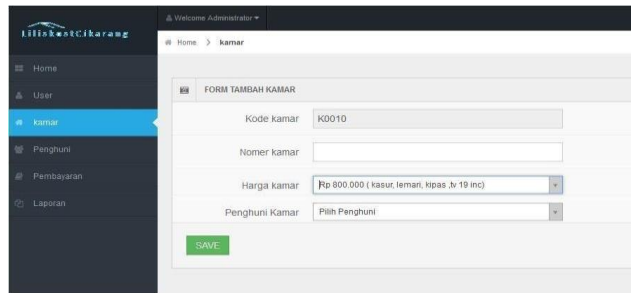 LiliskostCikarang
Welcome Administrator
Home > kamar
Home
User
kamar
Penghuni
Pembayaran
Laporan
FORM TAMBAH KAMAR
Kode kamar K0010
Nomer kamar
Harga kamar Rp 800.000 ( kasur, lemari, kipas ,tv 19 inc)
Penghuni Kamar Pilih Penghuni
SAVE